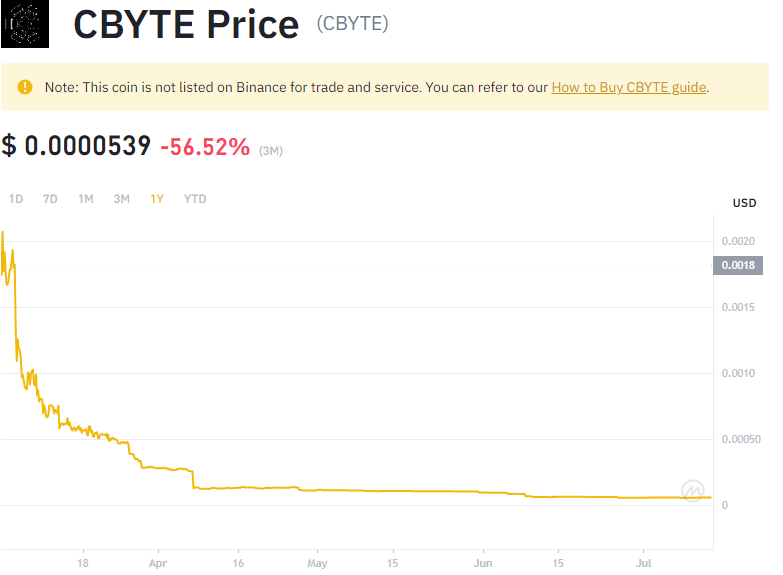 CBYTE Price (CBYTE)
Note: This coin is not listed on Binance for trade and service. You can refer to our How to Buy CBYTE guide.
$ 0.0000539 -56.52% (3M)
1D 7D 1M 3M 1Y YTD
USD
0.0020
0.0018
0.0015
0.0010
0.00050
0
18 Apr 16 May 15 Jun 15 Jul